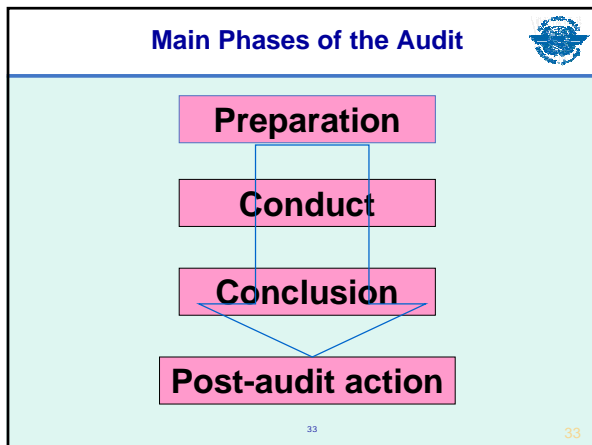 Main Phases of the Audit
Preparation
Conduct
Conclusion
Post-audit action
33
33